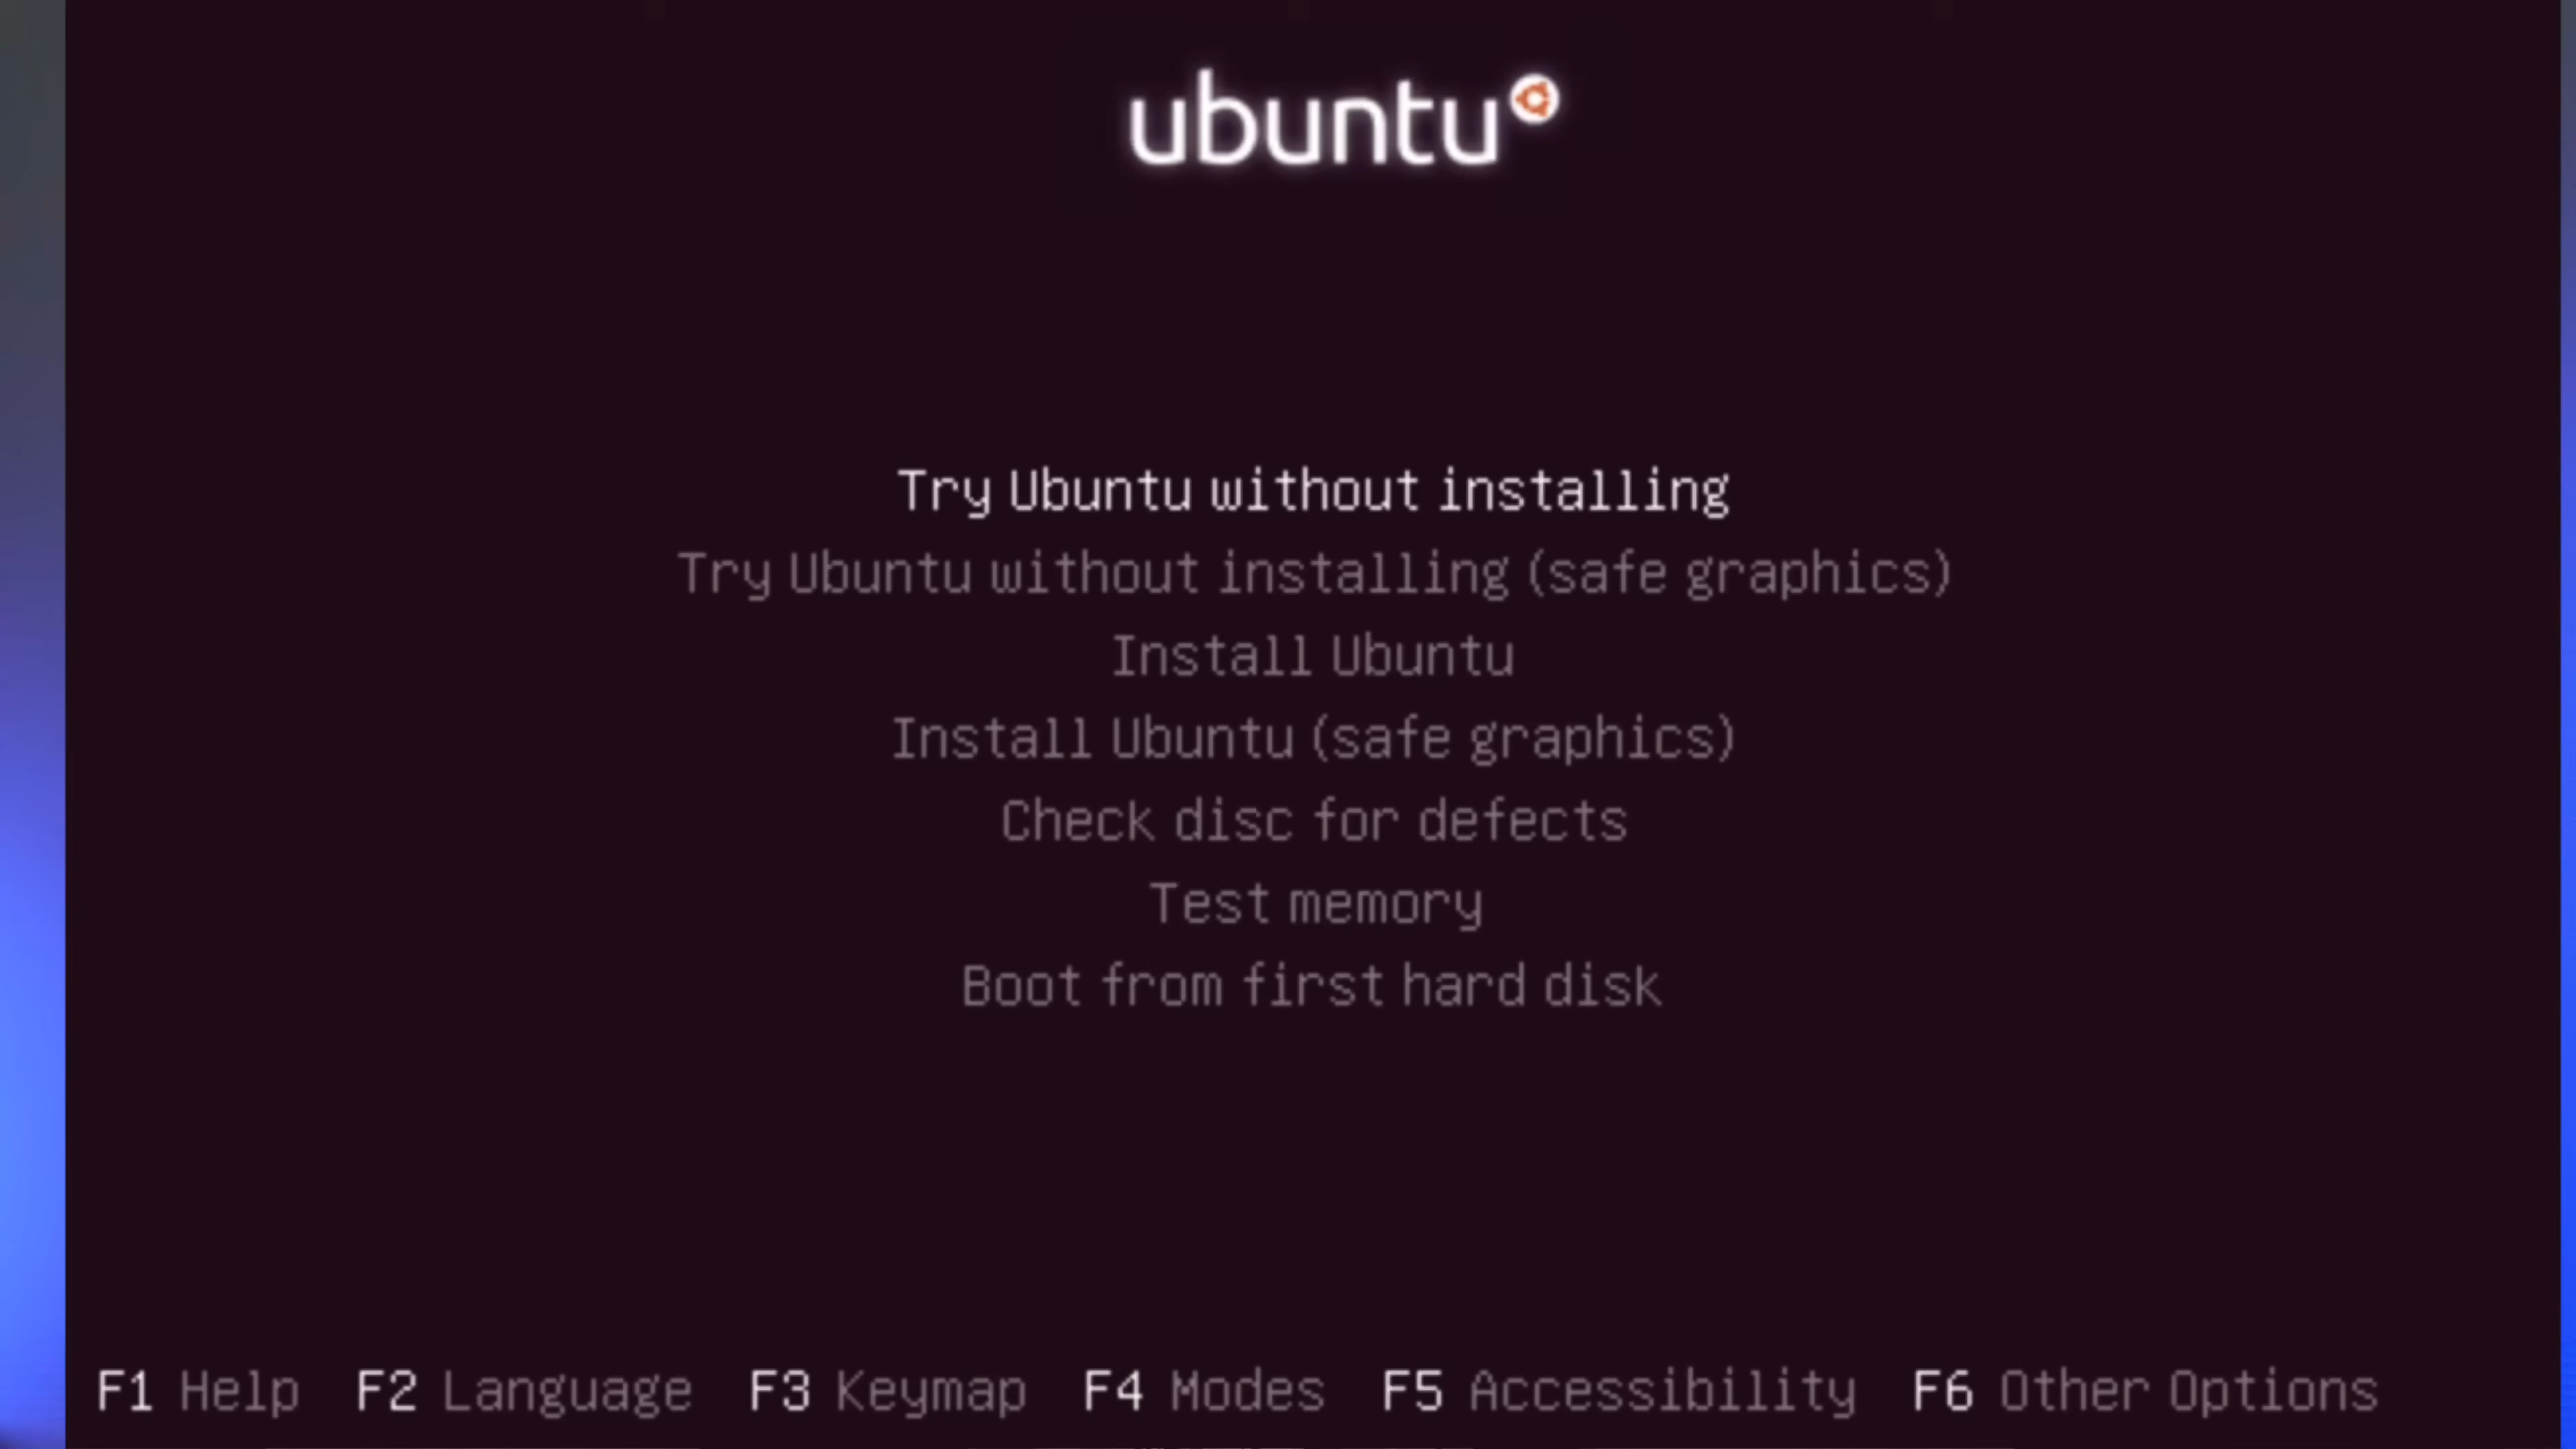 ubuntu
Try Ubuntu without installing
Try Ubuntu without installing (safe graphics)
Install Ubuntu
Install Ubuntu (safe graphics)
Check disc for defects
Test memory
Boot from first hard disk
F1 Help F2 Language F3 Keymap F4 Modes F5 Accessibility F6 Other Options